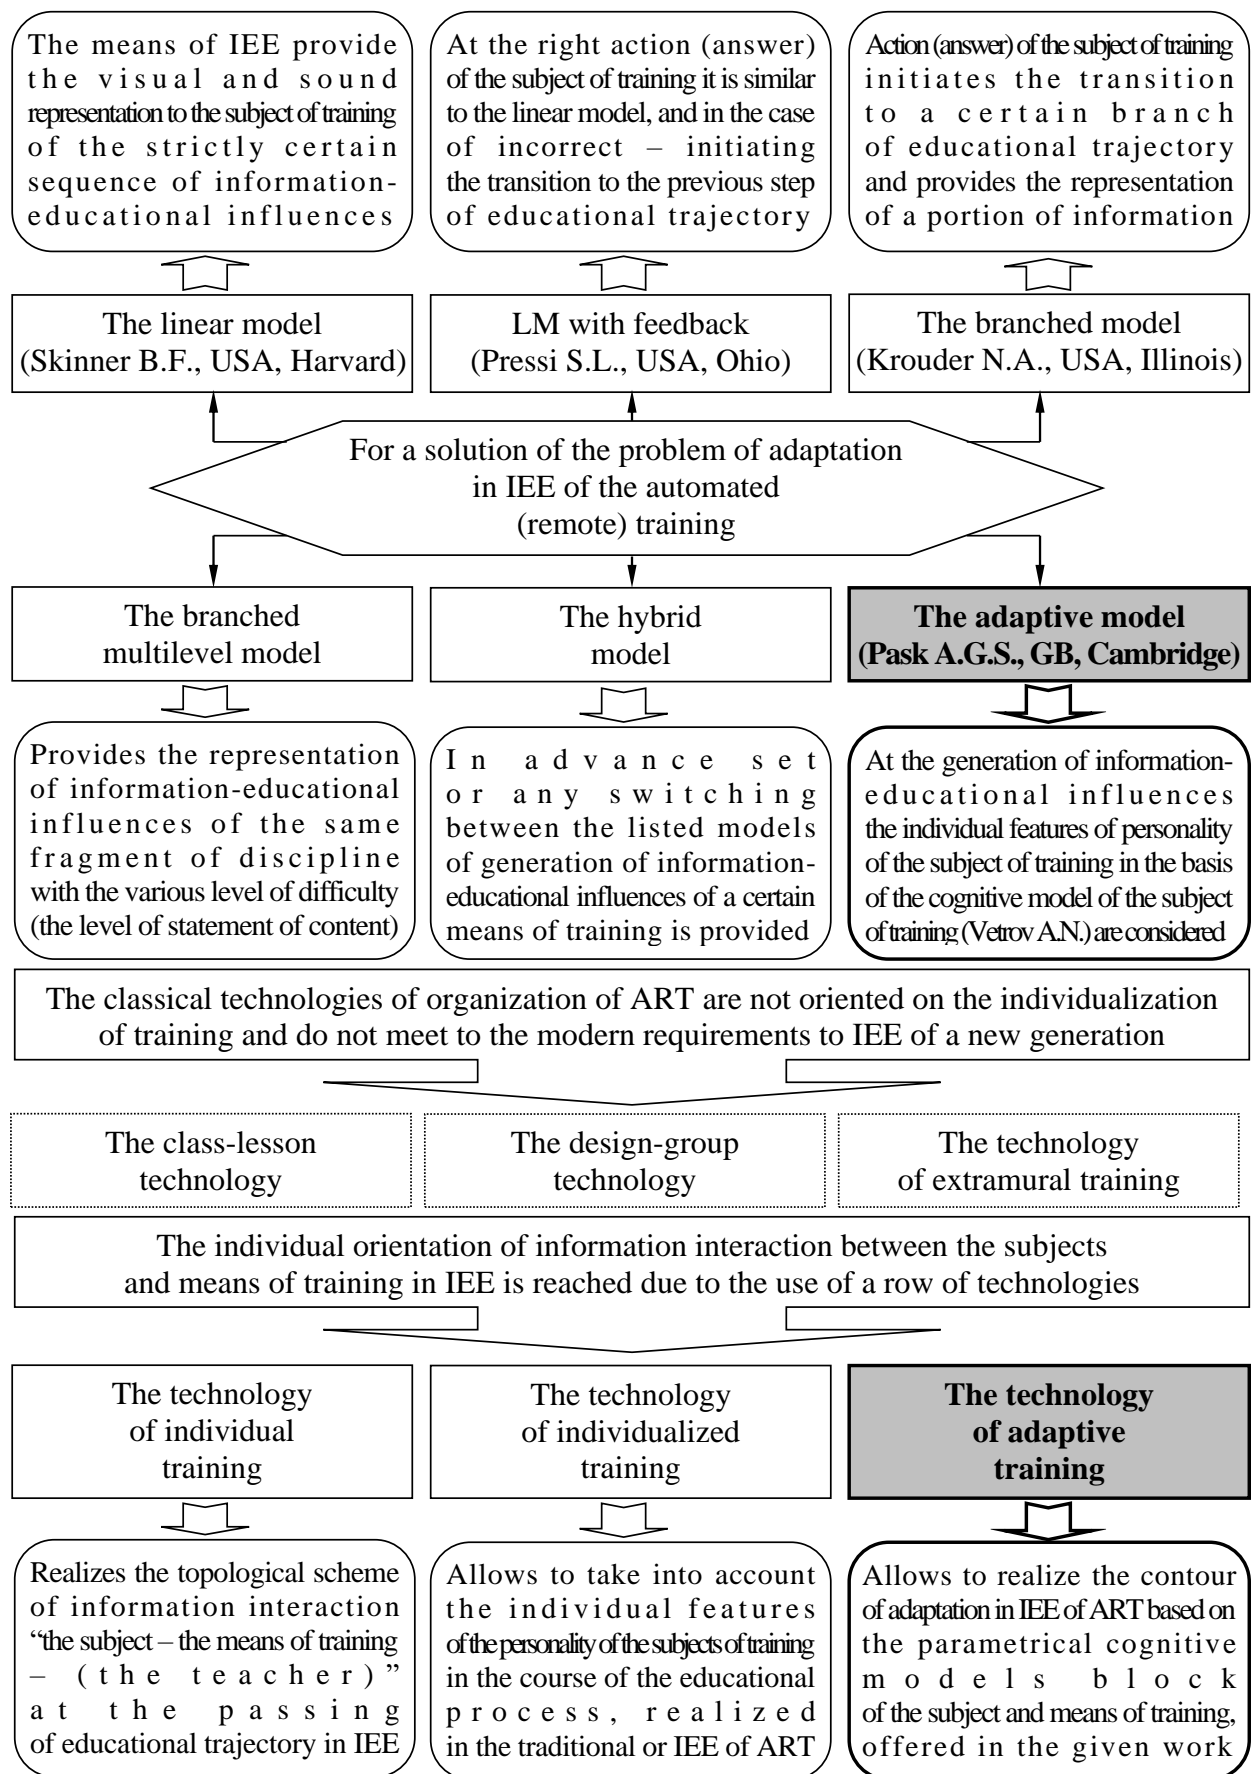 The means of IEE provide
the visual and sound
representation to the subject of training
of the strictly certain
sequence of information-
educational influences
At the right action (answer)
of the subject of training it is similar
to the linear model, and in the case
of incorrect – initiating
the transition to the previous step
of educational trajectory
Action (answer) of the subject of training
initiates the transition
to a certain branch
of educational trajectory
and provides the representation
of a portion of information
The linear model
(Skinner B.F., USA, Harvard)
LM with feedback
(Pressi S.L., USA, Ohio)
The branched model
(Krouder N.A., USA, Illinois)
For a solution of the problem of adaptation
in IEE of the automated
(remote) training
The branched
multilevel model
The hybrid
model
The adaptive model
(Pask A.G.S., GB, Cambridge)
Provides the representation
of information-educational
influences of the same
fragment of discipline
with the various level of difficulty
(the level of statement of content)
In advance set
or any switching
between the listed models
of generation of information-
educational influences of a certain
means of training is provided
At the generation of information-
educational influences
the individual features of personality
of the subject of training in the basis
of the cognitive model of the subject
of training (Vetrov A.N.) are considered
The classical technologies of organization of ART are not oriented on the individualization
of training and do not meet to the modern requirements to IEE of a new generation
The class-lesson
technology
The design-group
technology
The technology
of extramural training
The individual orientation of information interaction between the subjects
and means of training in IEE is reached due to the use of a row of technologies
The technology
of individual
training
The technology
of individualized
training
The technology
of adaptive
training
Realizes the topological scheme
of information interaction
“the subject – the means of training
– (the teacher)”
at the passing
of educational trajectory in IEE
Allows to take into account
the individual features
of the personality of the subjects of training
in the course of the educational
process, realized
in the traditional or IEE of ART
Allows to realize the contour
of adaptation in IEE of ART based on
the parametrical cognitive
models block
of the subject and means of training,
offered in the given work